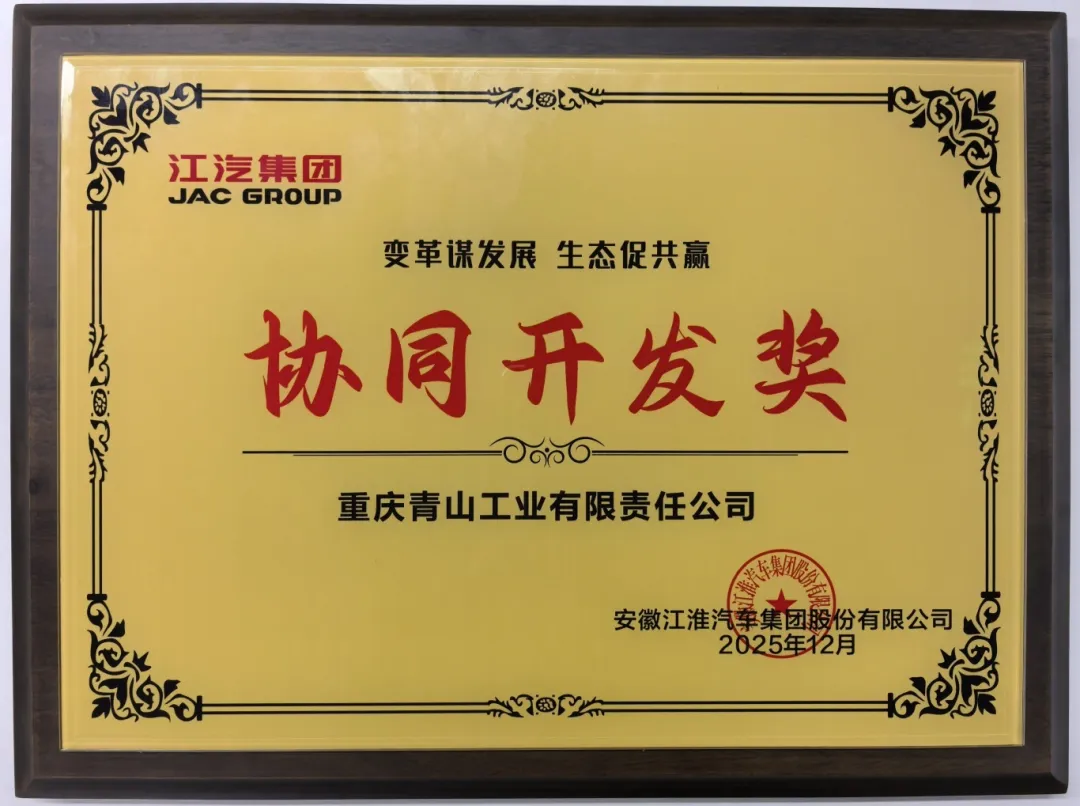 江汽集团
JAC GROUP
变革谋发展 生态促共赢
协同开发奖
重庆青山工业有限责任公司
安徽江淮汽车集团股份有限公司
2025年12月